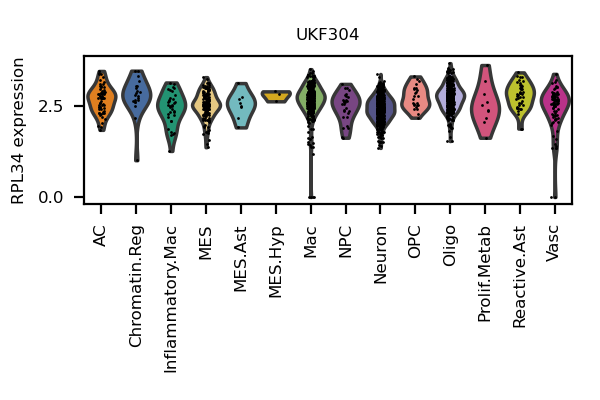 UKF304
RPL34 expression
2.5
0.0
AC
Chromatin.Reg
Inflammatory.Mac
MES
MES.Ast
MES.Hyp
Mac
NPC
Neuron
OPC
Oligo
Prolif.Metab
Reactive.Ast
Vasc